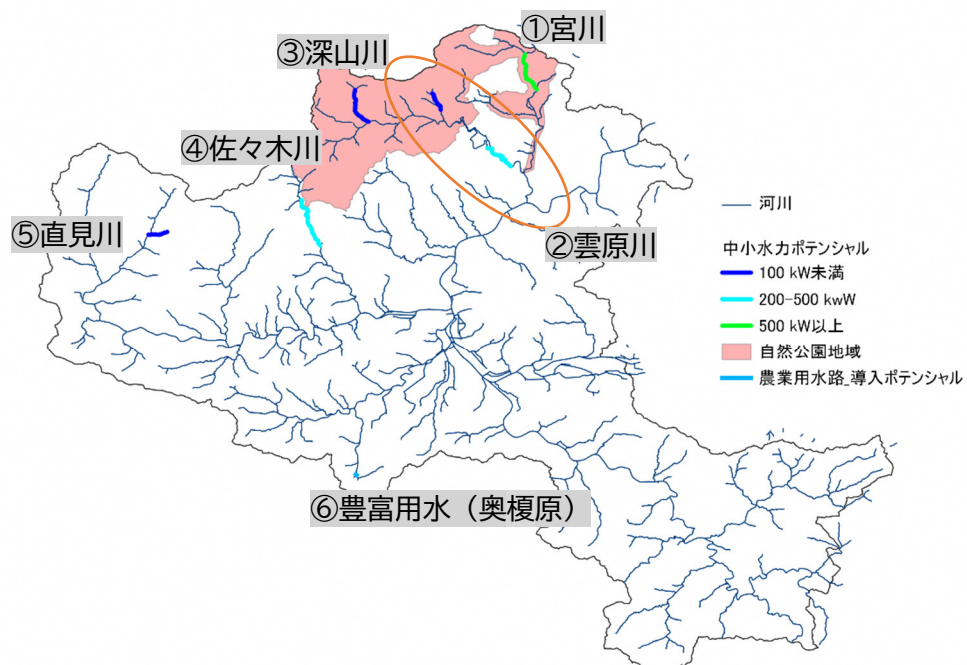 ①宮川
③深山川
④佐々木川
⑤直見川
②雲原川
⑥豊富用水（奥榎原）
河川
中小水力ポテンシャル
100 kW未満
200-500 kwW
500 kW以上
自然公園地域
農業用水路_導入ポテンシャル